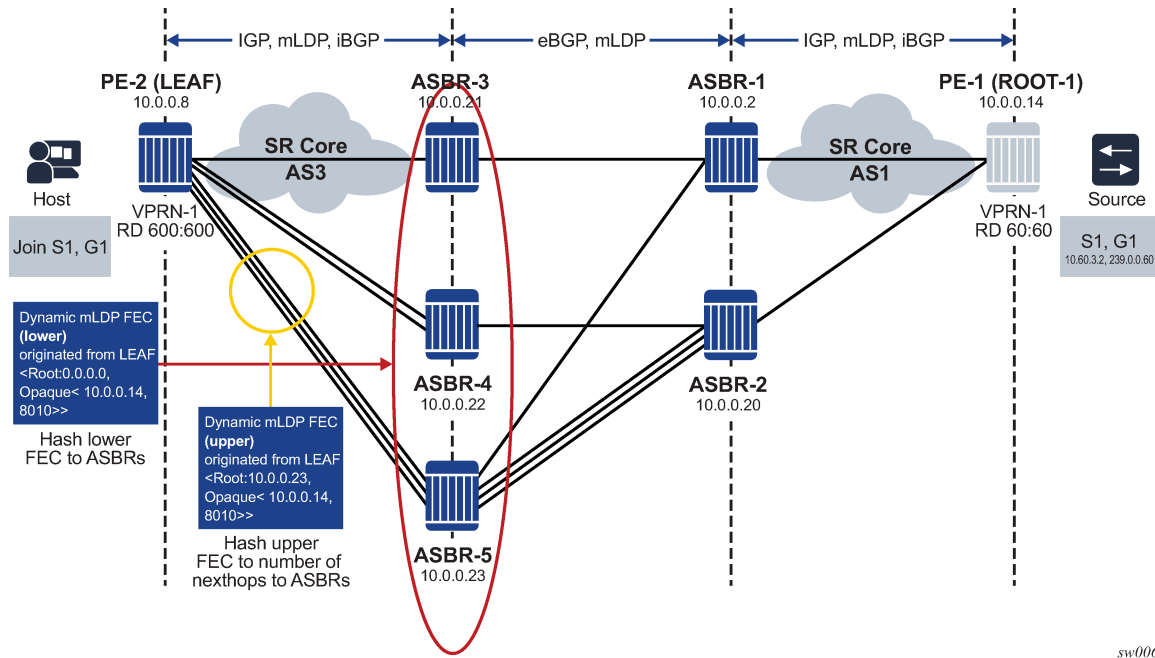 IGP, mLDP, iBGP
eBGP, mLDP
IGP, mLDP, iBGP
PE-2 (LEAF)
10.0.0.8
ASBR-3
10.0.0.21
ASBR-1
10.0.0.2
PE-1 (ROOT-1)
10.0.0.14
SR Core
AS3
SR Core
AS1
Host
Join S1, G1
VPRN-1
RD 600:600
VPRN-1
RD 60:60
Source
S1, G1
10.60.3.2, 239.0.0.60
Dynamic mLDP FEC
(lower)
originated from LEAF
<Root:0.0.0.0,
Opaque< 10.0.0.14,
8010>>
Hash lower
FEC to ASBRs
ASBR-4
10.0.0.22
ASBR-2
10.0.0.20
Dynamic mLDP FEC
(upper)
originated from LEAF
<Root:10.0.0.23,
Opaque< 10.0.0.14,
8010>>
Hash upper
FEC to number of
nexthops to ASBRs
ASBR-5
10.0.0.23
sw006